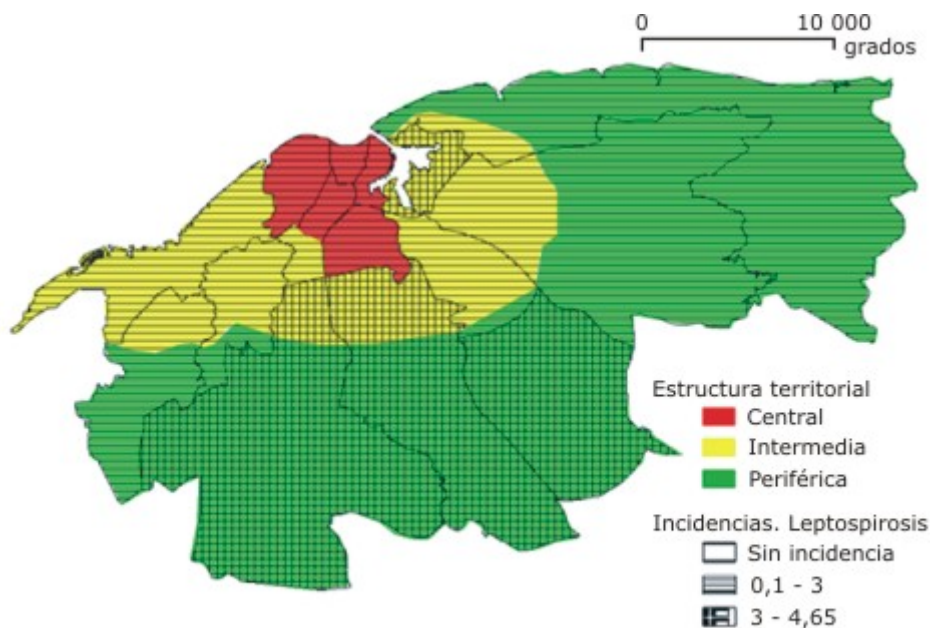 0 10 000
grados
Estructura territorial
Central
Intermedia
Periférica
Incidencias. Leptospirosis
Sin incidencia
0,1 - 3
3 - 4,65